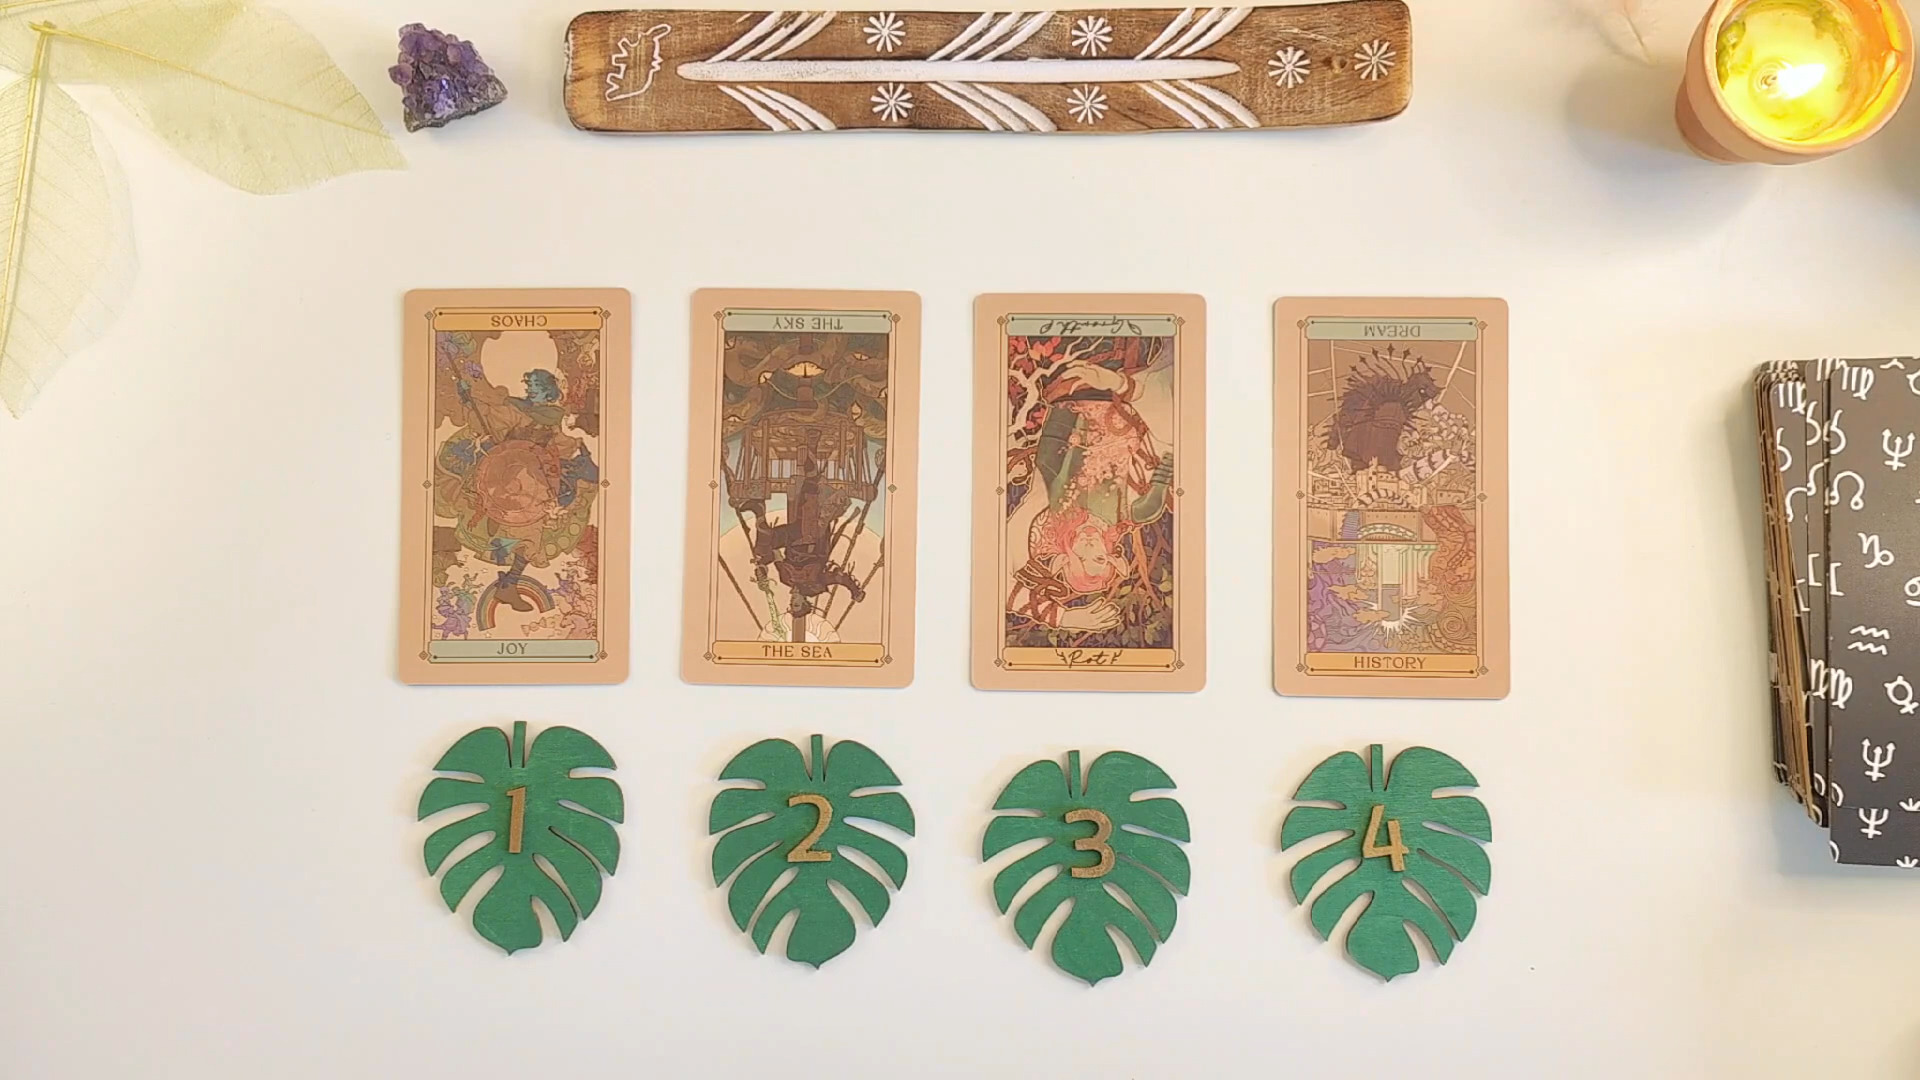 CHAOS
THE SKY
Growth
DREAM
JOY
THE SEA
Rot
HISTORY
1
2
3
4